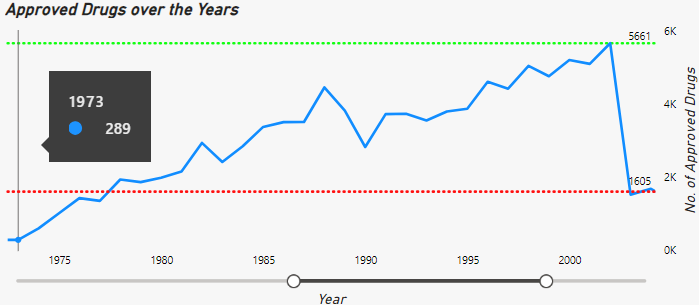 Approved Drugs over the Years
5661
6K
1973
289
4K
2K
1605
0K
No. of Approved Drugs
1975 1980 1985 1990 1995 2000
Year